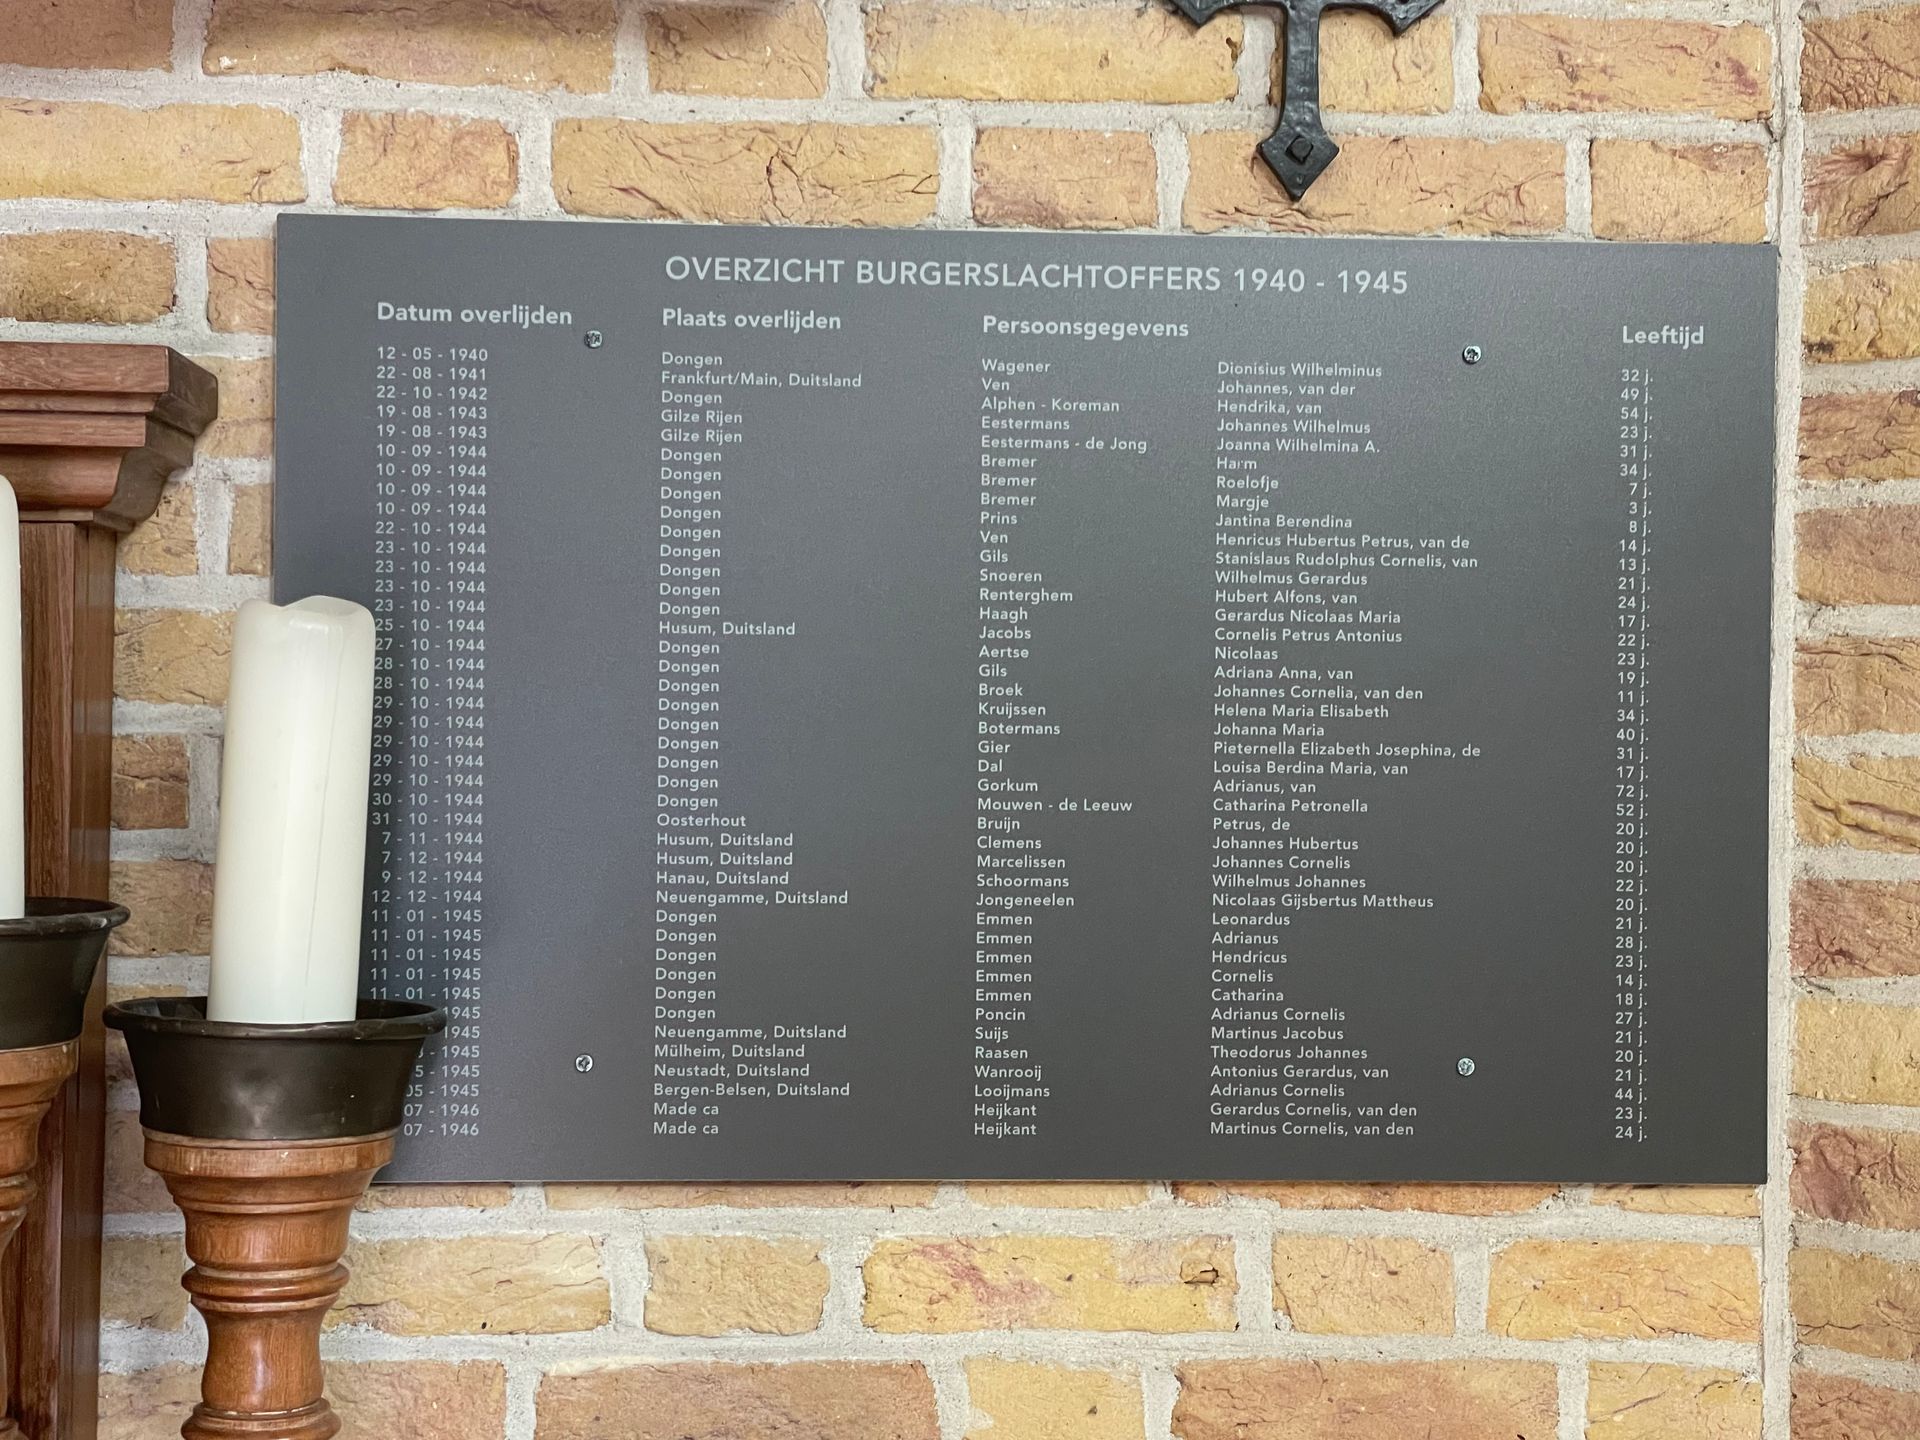 OVERZICHT BURGERSLACHTOFFERS 1940 - 1945
Datum overlijden Plaats overlijden Persoonsgegevens Leeftijd
12 - 05 - 1940 Dongen Wagener Dionisius Wilhelminus 32 j.
22 - 08 - 1941 Frankfurt/Main, Duitsland Ven Johannes, van der 49 j.
22 - 10 - 1942 Dongen Alphen - Koreman Hendrika, van 54 j.
19 - 08 - 1943 Gilze Rijen Eestermans Johannes Wilhelmus 23 j.
19 - 08 - 1943 Gilze Rijen Eestermans - de Jong Joanna Wilhelmina A. 31 j.
10 - 09 - 1944 Dongen Bremer Harm 34 j.
10 - 09 - 1944 Dongen Bremer Roelofje 7 j.
10 - 09 - 1944 Dongen Bremer Margje 3 j.
10 - 09 - 1944 Dongen Prins Jantina Berendina 8 j.
22 - 10 - 1944 Dongen Ven Henricus Hubertus Petrus, van de 14 j.
23 - 10 - 1944 Dongen Gils Stanislaus Rudolphus Cornelis, van 13 j.
23 - 10 - 1944 Dongen Snoeren Wilhelmus Gerardus 21 j.
23 - 10 - 1944 Dongen Renterghem Hubert Alfons, van 24 j.
23 - 10 - 1944 Dongen Haagh Gerardus Nicolaas Maria 17 j.
25 - 10 - 1944 Husum, Duitsland Jacobs Cornelis Petrus Antonius 22 j.
27 - 10 - 1944 Dongen Aertse Nicolaas 23 j.
28 - 10 - 1944 Dongen Gils Adriana Anna, van 19 j.
28 - 10 - 1944 Dongen Broek Johannes Cornelia, van den 11 j.
29 - 10 - 1944 Dongen Kruijssen Helena Maria Elisabeth 34 j.
29 - 10 - 1944 Dongen Botermans Johanna Maria 40 j.
29 - 10 - 1944 Dongen Gier Pieternella Elizabeth Josephina, de 31 j.
29 - 10 - 1944 Dongen Dal Louisa Berdina Maria, van 17 j.
29 - 10 - 1944 Dongen Gorkum Adrianus, van 72 j.
30 - 10 - 1944 Dongen Mouwen - de Leeuw Catharina Petronella 52 j.
31 - 10 - 1944 Oosterhout Bruijn Petrus, de 20 j.
7 - 11 - 1944 Husum, Duitsland Clemens Johannes Hubertus 20 j.
7 - 12 - 1944 Husum, Duitsland Marcelissen Johannes Cornelis 20 j.
9 - 12 - 1944 Hanau, Duitsland Schoormans Wilhelmus Johannes 22 j.
12 - 12 - 1944 Neuengamme, Duitsland Jongeneelen Nicolaas Gijsbertus Mattheus 20 j.
11 - 01 - 1945 Dongen Emmen Leonardus 21 j.
11 - 01 - 1945 Dongen Emmen Adrianus 28 j.
11 - 01 - 1945 Dongen Emmen Hendricus 23 j.
11 - 01 - 1945 Dongen Emmen Cornelis 14 j.
11 - 01 - 1945 Dongen Emmen Catharina 18 j.
1945 Dongen Poncin Adrianus Cornelis 27 j.
1945 Neuengamme, Duitsland Suijs Martinus Jacobus 21 j.
- 1945 Mülheim, Duitsland Raasen Theodorus Johannes 20 j.
5 - 1945 Neustadt, Duitsland Wanrooij Antonius Gerardus, van 21 j.
05 - 1945 Bergen-Belsen, Duitsland Looijmans Adrianus Cornelis 44 j.
07 - 1946 Made ca Heijkant Gerardus Cornelis, van den 23 j.
07 - 1946 Made ca Heijkant Martinus Cornelis, van den 24 j.